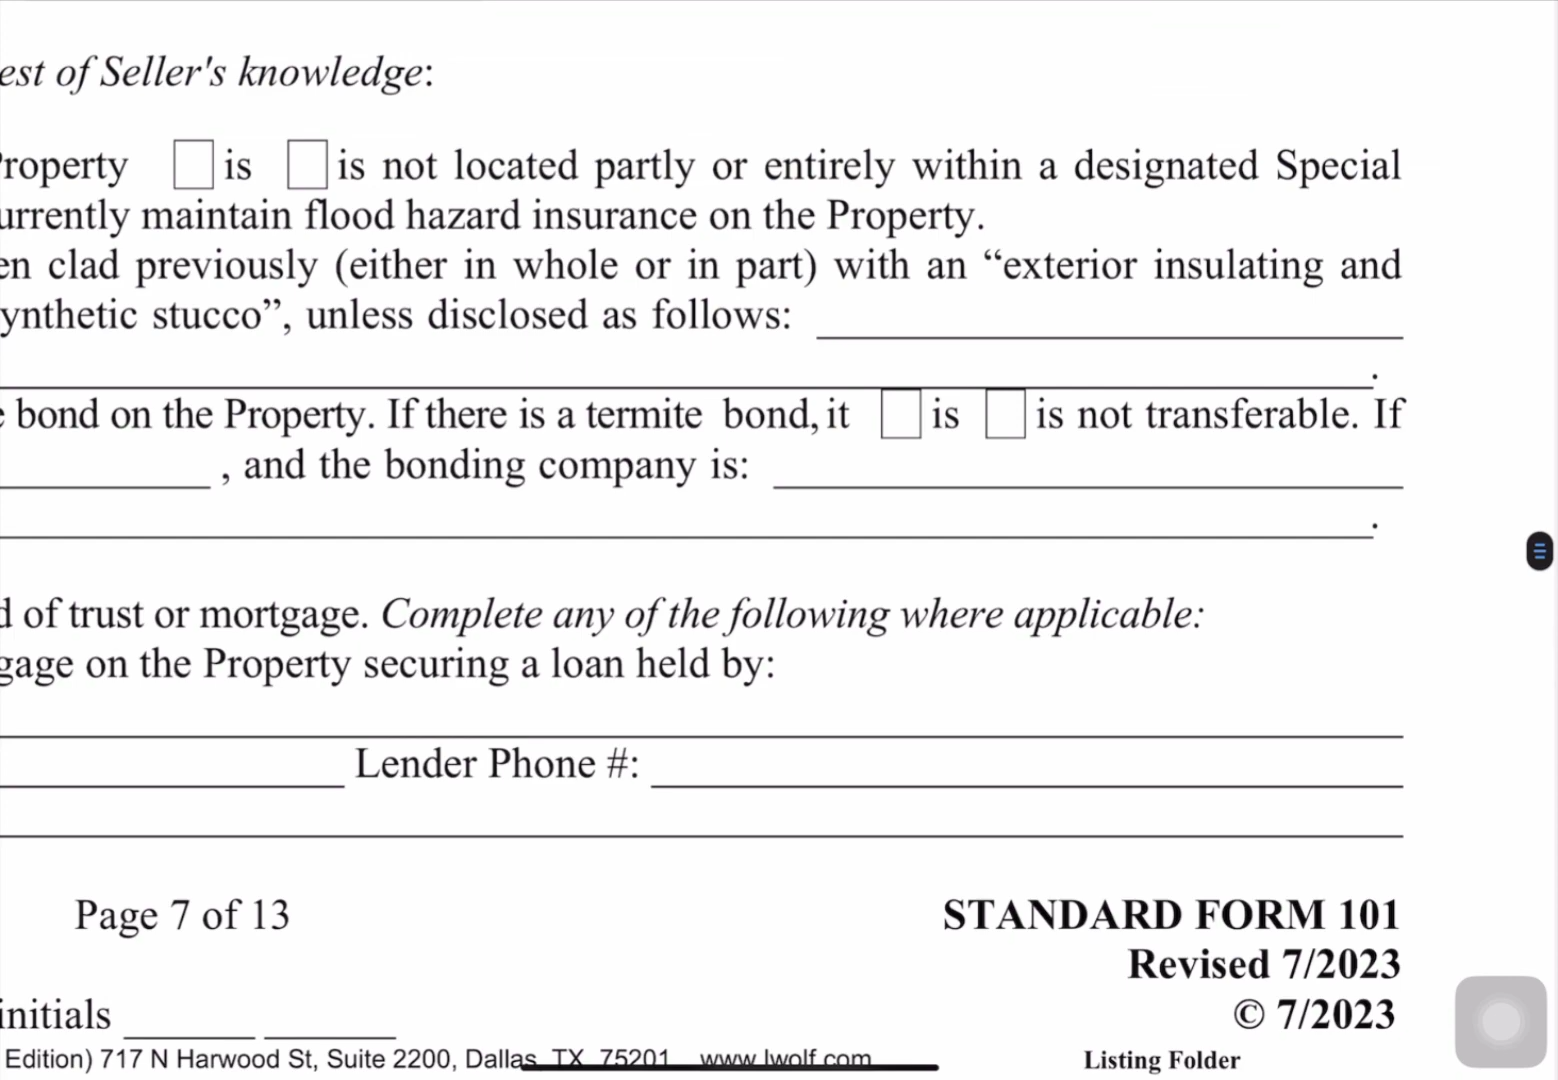 est of Seller's knowledge:
roperty is is not located partly or entirely within a designated Special
urrently maintain flood hazard insurance on the Property.
en clad previously (either in whole or in part) with an “exterior insulating and
ynthetic stucco”, unless disclosed as follows:
.
e bond on the Property. If there is a termite bond, it is is not transferable. If
, and the bonding company is:
.
d of trust or mortgage. Complete any of the following where applicable:
gage on the Property securing a loan held by:
Lender Phone #:
Page 7 of 13
STANDARD FORM 101
Revised 7/2023
© 7/2023
initials
Edition) 717 N Harwood St, Suite 2200, Dallas, TX 75201 www.lwolf.com
Listing Folder